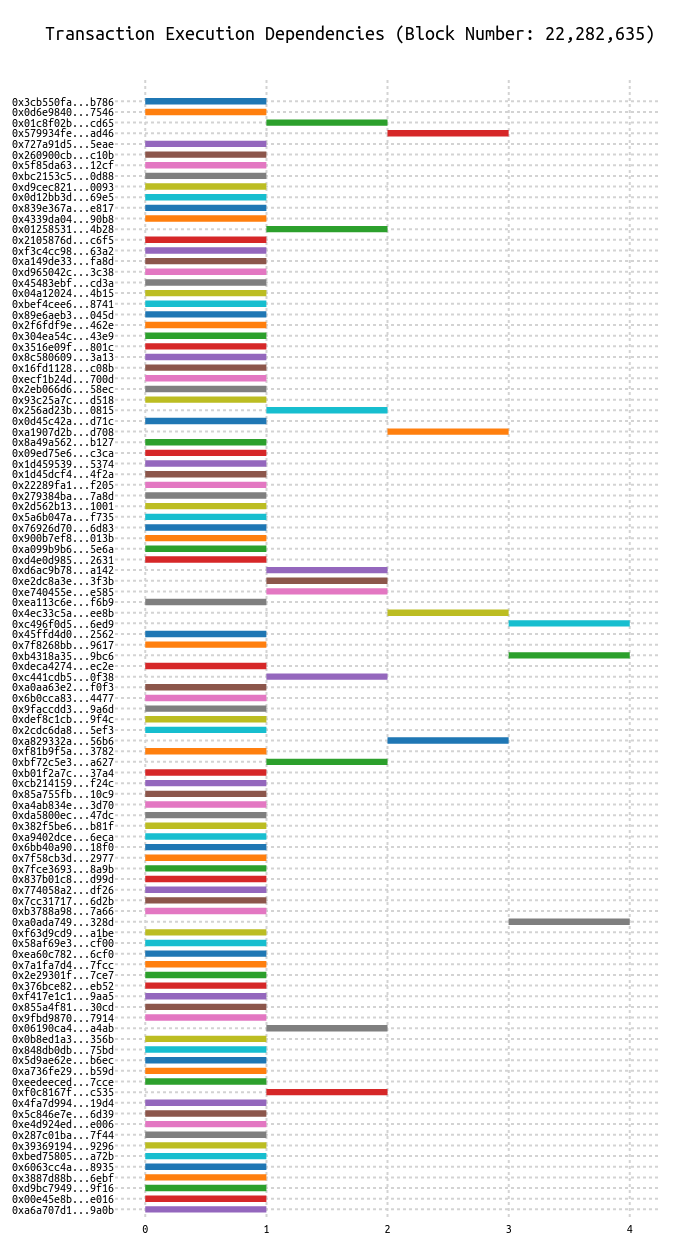 Transaction Execution Dependencies (Block Number: 22,282,635)
0x3cb550fa...b786
0x0d6e9840...7546
0x01c8f02b...cd65
0x579934fe...ad46
0x727a91d5...5eae
0x260900cb...c10b
0x5f85da63...12cf
0xbc2153c5...0d88
0xd9cec821...0093
0x0d12bb3d...69e5
0x839e367a...e817
0x4339da04...90b8
0x01258531...4b28
0x2105876d...c6f5
0xf3c4cc98...63a2
0xa149de33...fa8d
0xd965042c...3c38
0x45483ebf...cd3a
0x04a12024...4b15
0xbef4cee6...8741
0x89e6aeb3...045d
0x2f6fdf9e...462e
0x304ea54c...43e9
0x3516e09f...801c
0x8c580609...3a13
0x16fd1128...c08b
0xecf1b24d...700d
0x2eb066d6...58ec
0x93c25a7c...d518
0x256ad23b...0815
0x0d45c42a...d71c
0xa1907d2b...d708
0x8a49a562...b127
0x09ed75e6...c3ca
0x1d459539...5374
0x1d45dcf4...4f2a
0x22289fa1...f205
0x279384ba...7a8d
0x2d562b13...1001
0x5a6b047a...f735
0x76926d70...6d83
0x900b7ef8...013b
0xa099b9b6...5e6a
0xd4e0d985...2631
0xd6ac9b78...a142
0xe2dc8a3e...3f3b
0xe740455e...e585
0xea113c6e...f6b9
0x4ec33c5a...ee8b
0xc496f0d5...6ed9
0x45ffd4d0...2562
0x7f8268bb...9617
0xb4318a35...9bc6
0xdeca4274...ec2e
0xc441cdb5...0f38
0xa0aa63e2...f0f3
0x6b0cca83...4477
0x9faccdd3...9a6d
0xdef8c1cb...9f4c
0x2cdc6da8...5ef3
0xa829332a...56b6
0xf81b9f5a...3782
0xbf72c5e3...a627
0xb01f2a7c...37a4
0xcb214159...f24c
0x85a755fb...10c9
0xa4ab834e...3d70
0xda5800ec...47dc
0x382f5be6...b81f
0xa9402dce...6eca
0x6bb40a90...18f0
0x7f58cb3d...2977
0x7fce3693...8a9b
0x837b01c8...d99d
0x774058a2...df26
0x7cc31717...6d2b
0xb3788a98...7a66
0xa0ada749...328d
0xf63d9cd9...a1be
0x58af69e3...cf00
0xea60c782...6cf0
0x7a1fa7d4...7fcc
0x2e29301f...7ce7
0x376bce82...eb52
0xf417e1c1...9aa5
0x855a4f81...30cd
0x9fbd9870...7914
0x06190ca4...a4ab
0x0b8ed1a3...356b
0x848db0db...75bd
0x5d9ae62e...b6ec
0xa736fe29...b59d
0xeedeeced...7cce
0xf0c8167f...c535
0x4fa7d994...19d4
0x5c846e7e...6d39
0xe4d924ed...e006
0x287c01ba...7f44
0x39369194...9296
0xbed75805...a72b
0x6063cc4a...8935
0x3887d88b...6ebf
0xd9bc7949...9f16
0x00e45e8b...e016
0xa6a707d1...9a0b
0 1 2 3 4